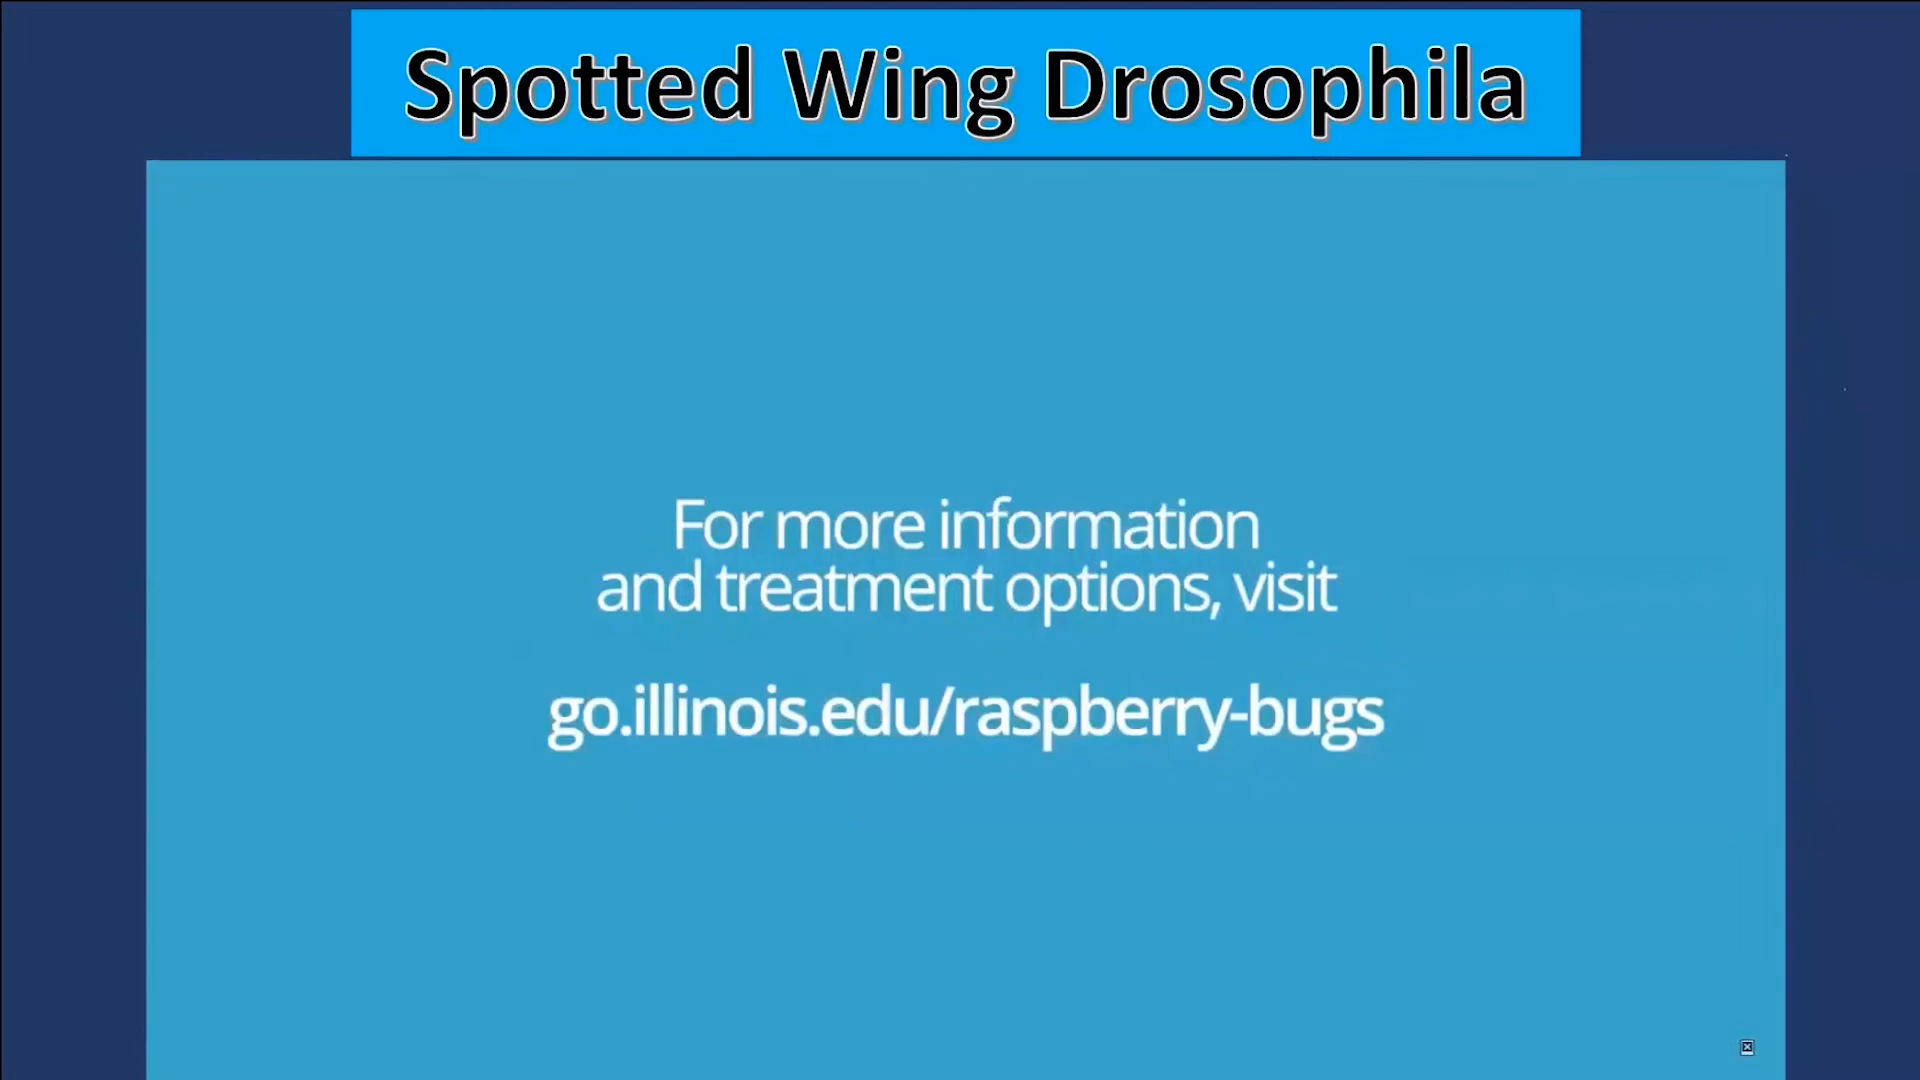 Spotted Wing Drosophila
For more information
and treatment options, visit
go.illinois.edu/raspberry-bugs